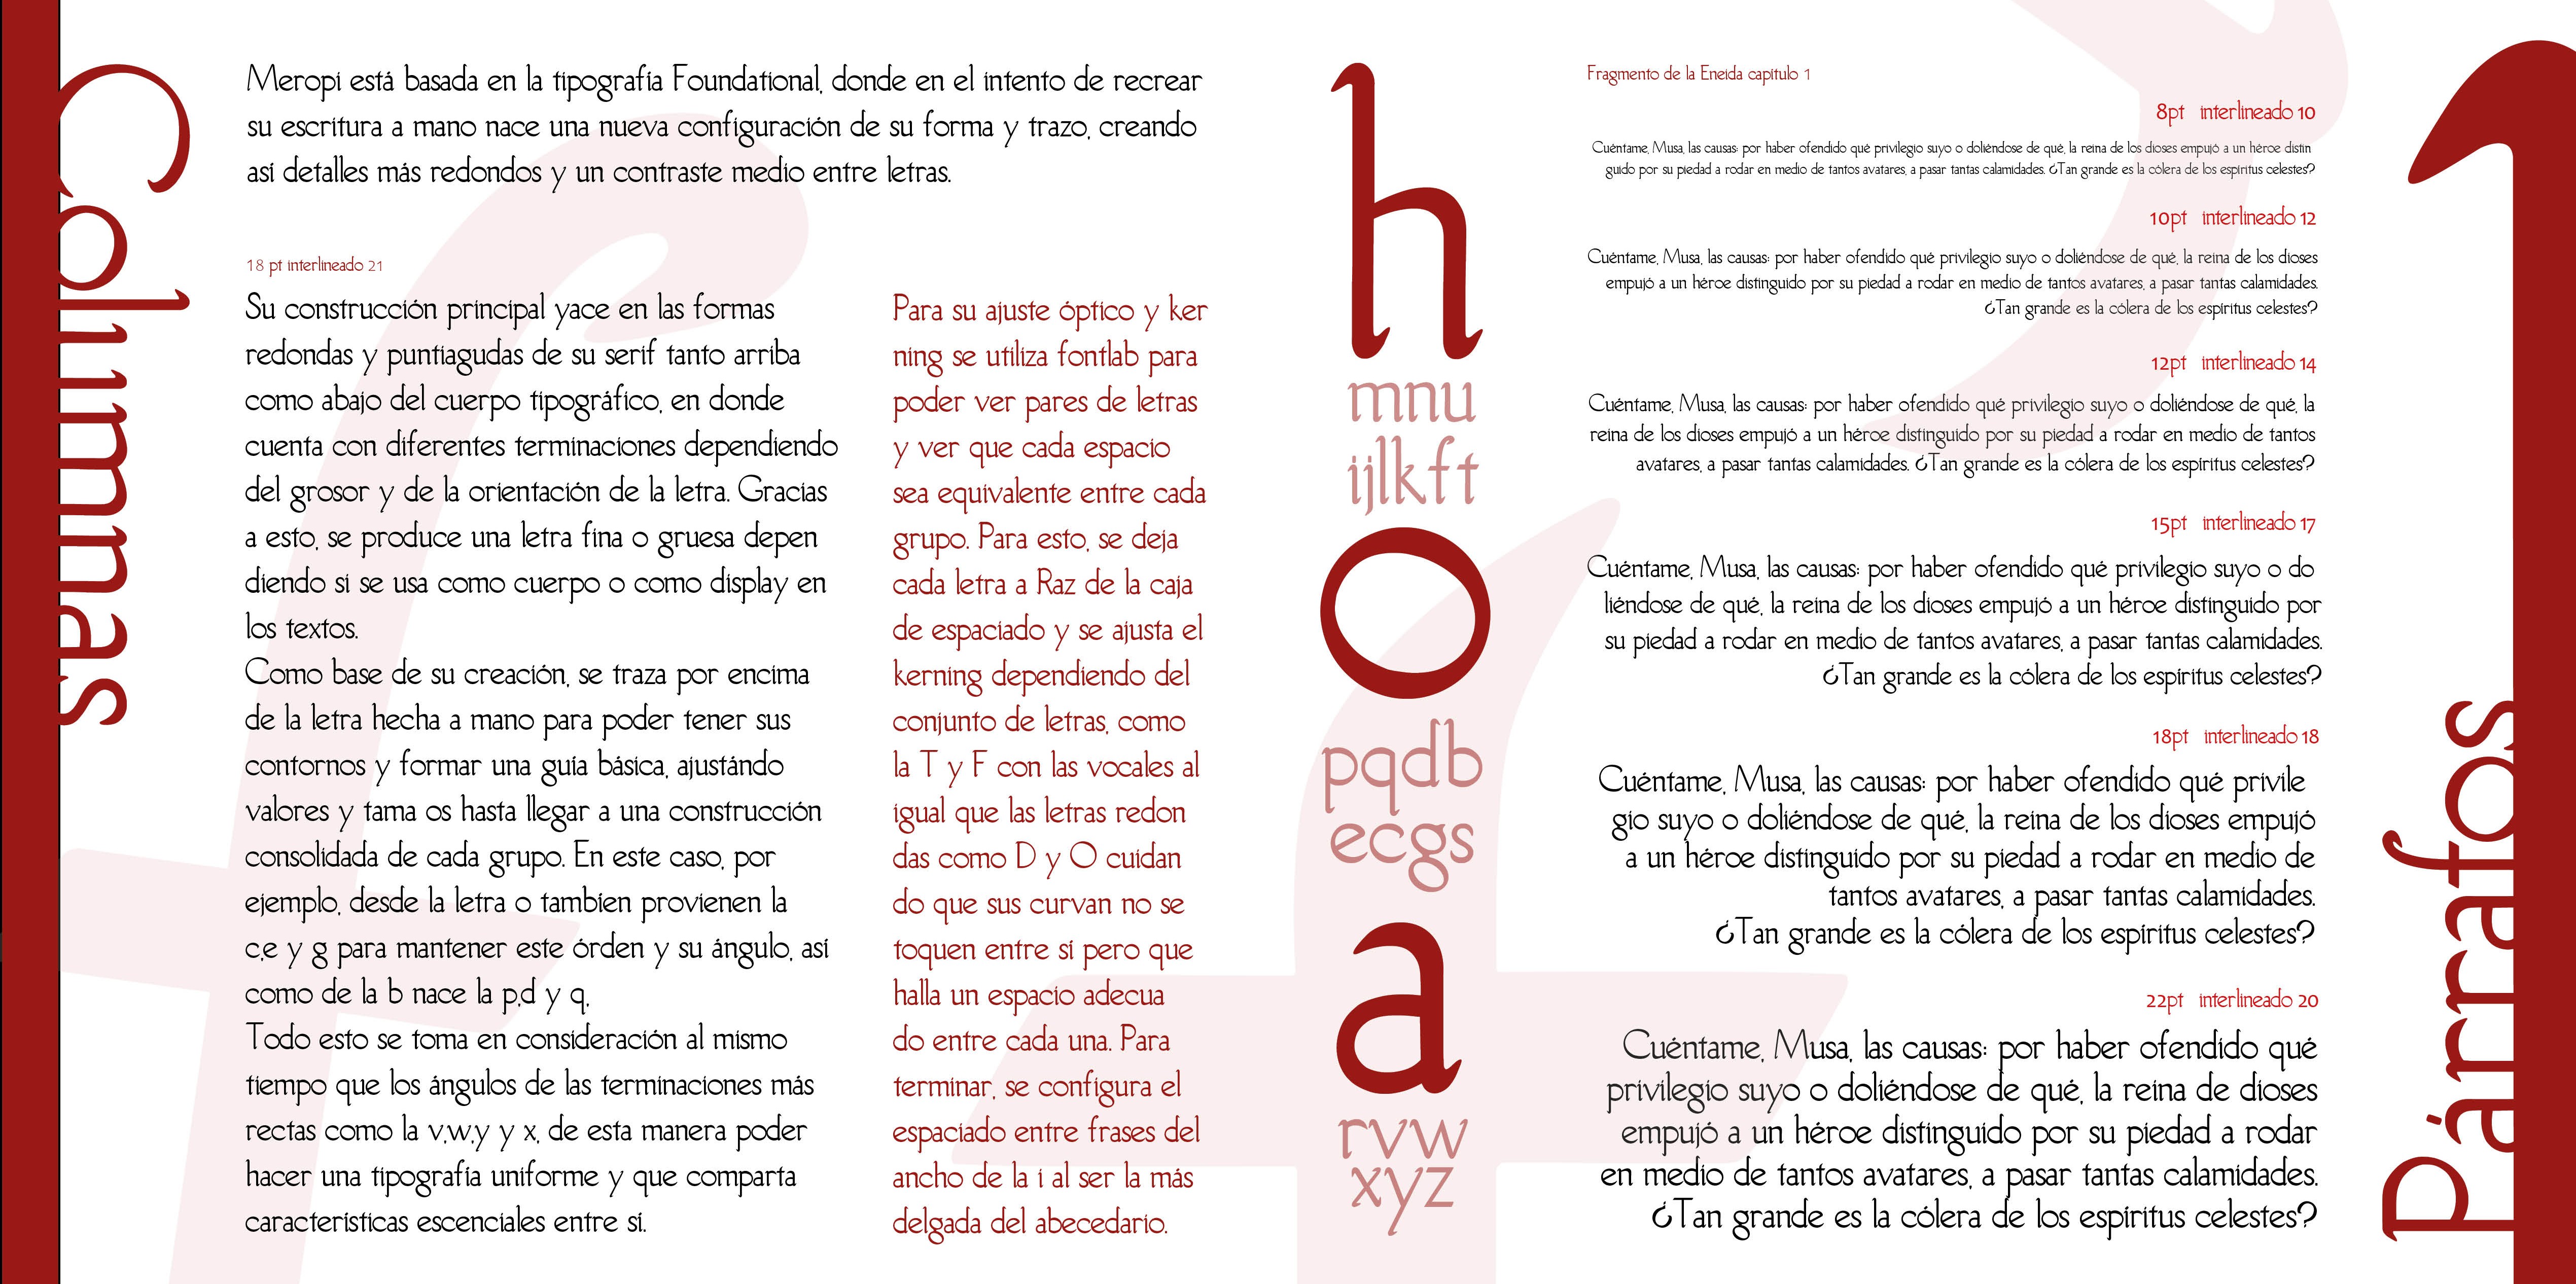 Columnas
Meropi está basada en la tipografía Foundational, donde en el intento de recrear
su escritura a mano nace una nueva configuración de su forma y trazo, creando
así detalles más redondos y un contraste medio entre letras.
18 pt interlineado 21
Su construcción principal yace en las formas
redondas y puntiagudas de su serif tanto arriba
como abajo del cuerpo tipográfico, en donde
cuenta con diferentes terminaciones dependiendo
del grosor y de la orientación de la letra. Gracias
a esto, se produce una letra fina o gruesa depen
diendo si se usa como cuerpo o como display en
los textos.
Como base de su creación, se traza por encima
de la letra hecha a mano para poder tener sus
contornos y formar una guía básica, ajustándo
valores y tama os hasta llegar a una construcción
consolidada de cada grupo. En este caso, por
ejemplo, desde la letra o tambíen provienen la
c,e y g para mantener este órden y su ángulo, así
como de la b nace la p,d y q,
Todo esto se toma en consideración al mismo
tiempo que los ángulos de las terminaciones más
rectas como la v,w,y y x, de esta manera poder
hacer una tipografía uniforme y que comparta
características escenciales entre sí.
Para su ajuste óptico y ker
ning se utiliza fontlab para
poder ver pares de letras
y ver que cada espacio
sea equivalente entre cada
grupo. Para esto, se deja
cada letra a Raz de la caja
de espaciado y se ajusta el
kerning dependiendo del
conjunto de letras, como
la T y F con las vocales al
igual que las letras redon
das como D y O cuidan
do que sus curvan no se
toquen entre sí pero que
halla un espacio adecua
do entre cada una. Para
terminar, se configura el
espaciado entre frases del
ancho de la i al ser la más
delgada del abecedario.
h
mnu
ijlkft
o
pqdb
ecgs
a
rvw
xyz
Fragmento de la Eneida capítulo 1
8pt interlineado 10
Cuéntame, Musa, las causas: por haber ofendido qué privilegio suyo o doliéndose de qué, la reina de los dioses empujó a un héroe distin
guido por su piedad a rodar en medio de tantos avatares, a pasar tantas calamidades. ¿Tan grande es la cólera de los espíritus celestes?
10pt interlineado 12
Cuéntame, Musa, las causas: por haber ofendido qué privilegio suyo o doliéndose de qué, la reina de los dioses
empujó a un héroe distinguido por su piedad a rodar en medio de tantos avatares, a pasar tantas calamidades.
¿Tan grande es la cólera de los espíritus celestes?
12pt interlineado 14
Cuéntame, Musa, las causas: por haber ofendido qué privilegio suyo o doliéndose de qué, la
reina de los dioses empujó a un héroe distinguido por su piedad a rodar en medio de tantos
avatares, a pasar tantas calamidades. ¿Tan grande es la cólera de los espíritus celestes?
15pt interlineado 17
Cuéntame, Musa, las causas: por haber ofendido qué privilegio suyo o do
liéndose de qué, la reina de los dioses empujó a un héroe distinguido por
su piedad a rodar en medio de tantos avatares, a pasar tantas calamidades.
¿Tan grande es la cólera de los espíritus celestes?
18pt interlineado 18
Cuéntame, Musa, las causas: por haber ofendido qué privile
gio suyo o doliéndose de qué, la reina de los dioses empujó
a un héroe distinguido por su piedad a rodar en medio de
tantos avatares, a pasar tantas calamidades.
¿Tan grande es la cólera de los espíritus celestes?
22pt interlineado 20
Cuéntame, Musa, las causas: por haber ofendido qué
privilegio suyo o doliéndose de qué, la reina de dioses
empujó a un héroe distinguido por su piedad a rodar
en medio de tantos avatares, a pasar tantas calamidades.
¿Tan grande es la cólera de los espíritus celestes?
Párrafos